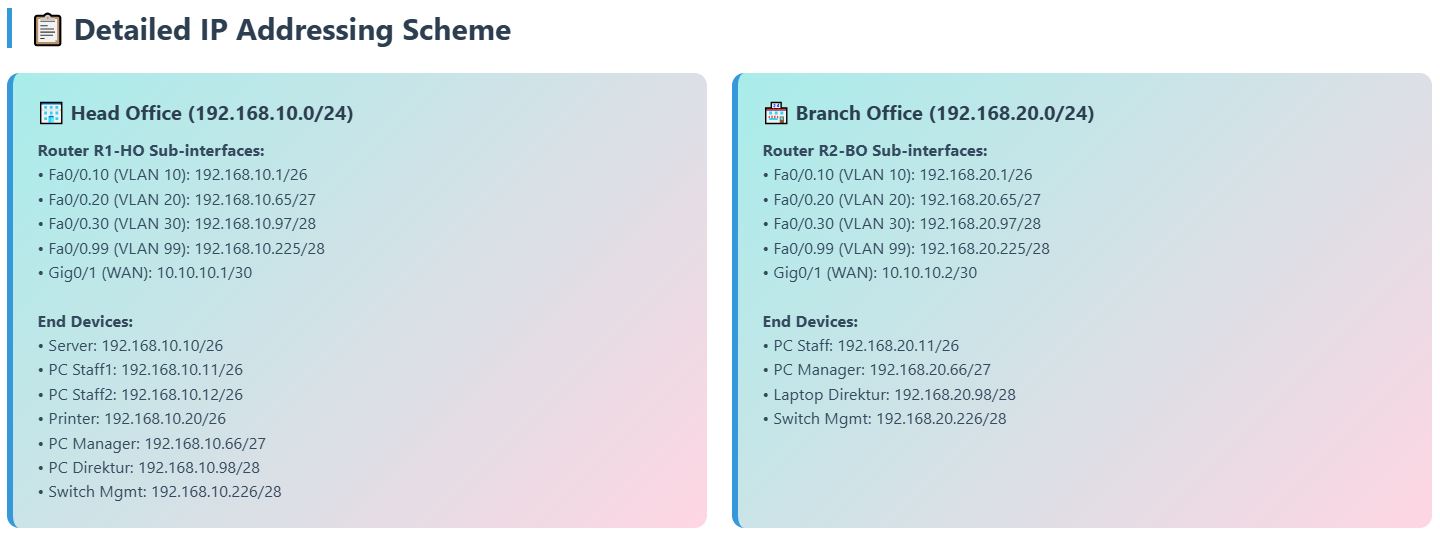 Detailed IP Addressing Scheme
Head Office (192.168.10.0/24)
Router R1-HO Sub-interfaces:
• Fa0/0.10 (VLAN 10): 192.168.10.1/26
• Fa0/0.20 (VLAN 20): 192.168.10.65/27
• Fa0/0.30 (VLAN 30): 192.168.10.97/28
• Fa0/0.99 (VLAN 99): 192.168.10.225/28
• Gig0/1 (WAN): 10.10.10.1/30
End Devices:
• Server: 192.168.10.10/26
• PC Staff1: 192.168.10.11/26
• PC Staff2: 192.168.10.12/26
• Printer: 192.168.10.20/26
• PC Manager: 192.168.10.66/27
• PC Direktur: 192.168.10.98/28
• Switch Mgmt: 192.168.10.226/28
Branch Office (192.168.20.0/24)
Router R2-BO Sub-interfaces:
• Fa0/0.10 (VLAN 10): 192.168.20.1/26
• Fa0/0.20 (VLAN 20): 192.168.20.65/27
• Fa0/0.30 (VLAN 30): 192.168.20.97/28
• Fa0/0.99 (VLAN 99): 192.168.20.225/28
• Gig0/1 (WAN): 10.10.10.2/30
End Devices:
• PC Staff: 192.168.20.11/26
• PC Manager: 192.168.20.66/27
• Laptop Direktur: 192.168.20.98/28
• Switch Mgmt: 192.168.20.226/28